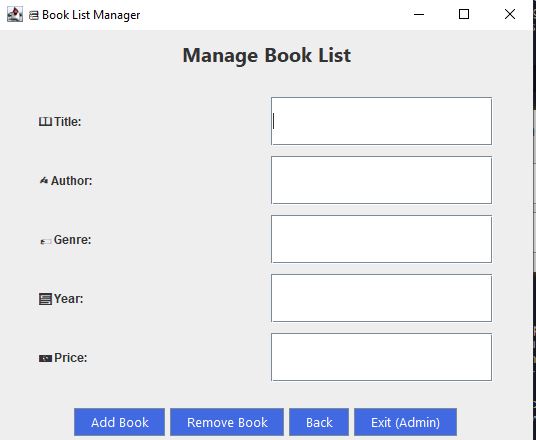 Book List Manager
Manage Book List
Title:
Author:
Genre:
Year:
Price:
Add Book Remove Book Back Exit (Admin)